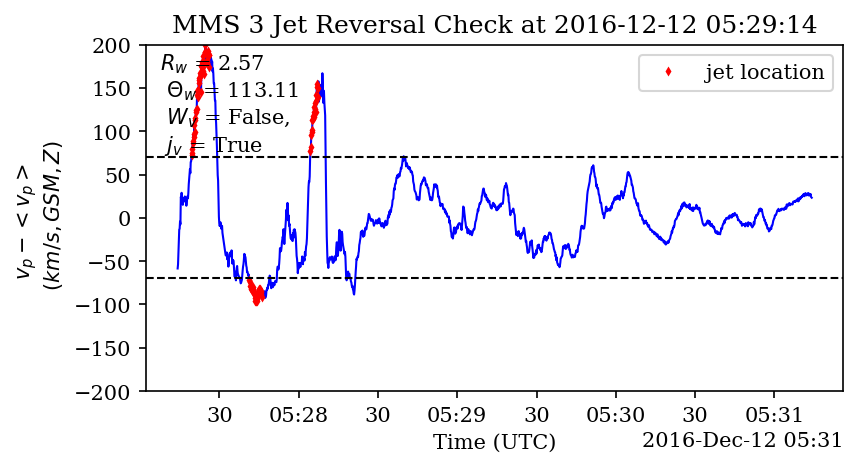 MMS 3 Jet Reversal Check at 2016-12-12 05:29:14
R_w = 2.57
Θ_w = 113.11
W_v = False,
j_v = True
jet location
v_p − < v_p >
(km/s, GSM, Z)
200
150
100
50
0
−50
−100
−150
−200
30 05:28 30 05:29 30 05:30 30 05:31
Time (UTC)
2016-Dec-12 05:31